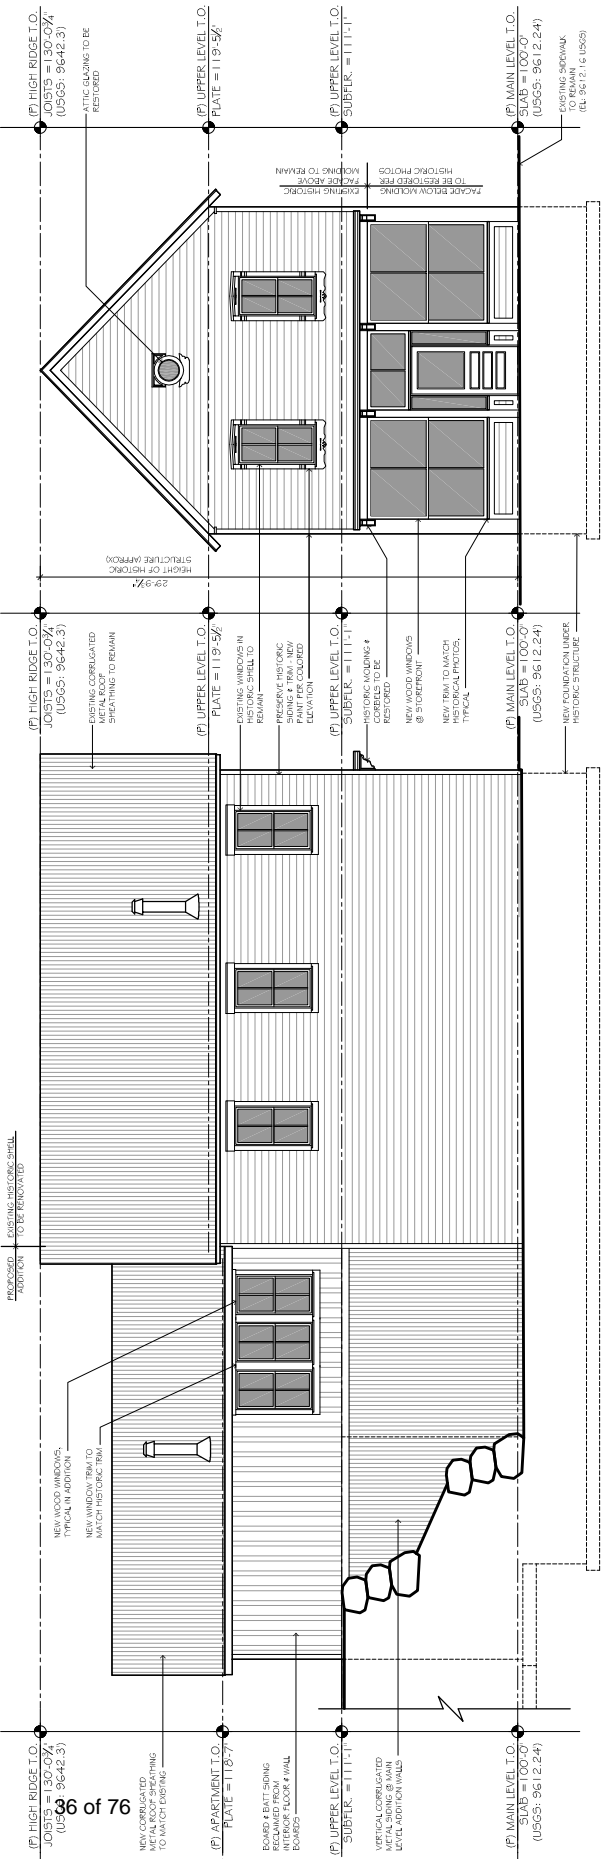 (P) HIGH RIDGE T.O.
JOISTS = 130'-0¾"
(USGS: 9642.3')
(P) UPPER LEVEL T.O.
PLATE = 119'-5½"
(P) UPPER LEVEL T.O.
SUBFLR. = 111'-1"
(P) MAIN LEVEL T.O.
SLAB = 100'-0"
(USGS: 9612.24')
ATTIC GLAZING TO BE
RESTORED
EXISTING SIDEWALK
TO REMAIN
(EL: 9612.16 USGS)
EXISTING HISTORIC
FACADE ABOVE
MOLDING TO REMAIN
FACADE BELOW MOLDING
TO BE RESTORED PER
HISTORIC PHOTOS
29'-9¾"
HEIGHT OF HISTORIC
STRUCTURE (APPROX)
(P) HIGH RIDGE T.O.
JOISTS = 130'-0¾"
(USGS: 9642.3')
(P) UPPER LEVEL T.O.
PLATE = 119'-5½"
(P) UPPER LEVEL T.O.
SUBFLR. = 111'-1"
(P) MAIN LEVEL T.O.
SLAB = 100'-0"
(USGS: 9612.24')
EXISTING CORRUGATED
METAL ROOF
SHEATHING TO REMAIN
EXISTING WINDOWS IN
HISTORIC SHELL TO
REMAIN
PRESERVE HISTORIC
SIDING & TRIM - NEW
PAINT PER COLORED
ELEVATION
HISTORIC MOLDING &
CORBELS TO BE
RESTORED
NEW WOOD WINDOWS
@ STOREFRONT
NEW TRIM TO MATCH
HISTORICAL PHOTOS,
TYPICAL
NEW FOUNDATION UNDER
HISTORIC STRUCTURE
PROPOSED
ADDITION
EXISTING HISTORIC SHELL
TO BE RENOVATED
NEW WOOD WINDOWS,
TYPICAL IN ADDITION
NEW WINDOW TRIM TO
MATCH HISTORIC TRIM
(P) HIGH RIDGE T.O.
JOISTS = 130'-0¾"
(USGS: 9642.3')
(P) APARTMENT T.O.
PLATE = 118'-7"
(P) UPPER LEVEL T.O.
SUBFLR. = 111'-1"
(P) MAIN LEVEL T.O.
SLAB = 100'-0"
(USGS: 9612.24')
NEW CORRUGATED
METAL ROOF SHEATHING
TO MATCH EXISTING
BOARD & BATT SIDING
RECLAIMED FROM
INTERIOR FLOOR & WALL
BOARDS
VERTICAL CORRUGATED
METAL SIDING @ MAIN
LEVEL ADDITION WALLS
36 of 76